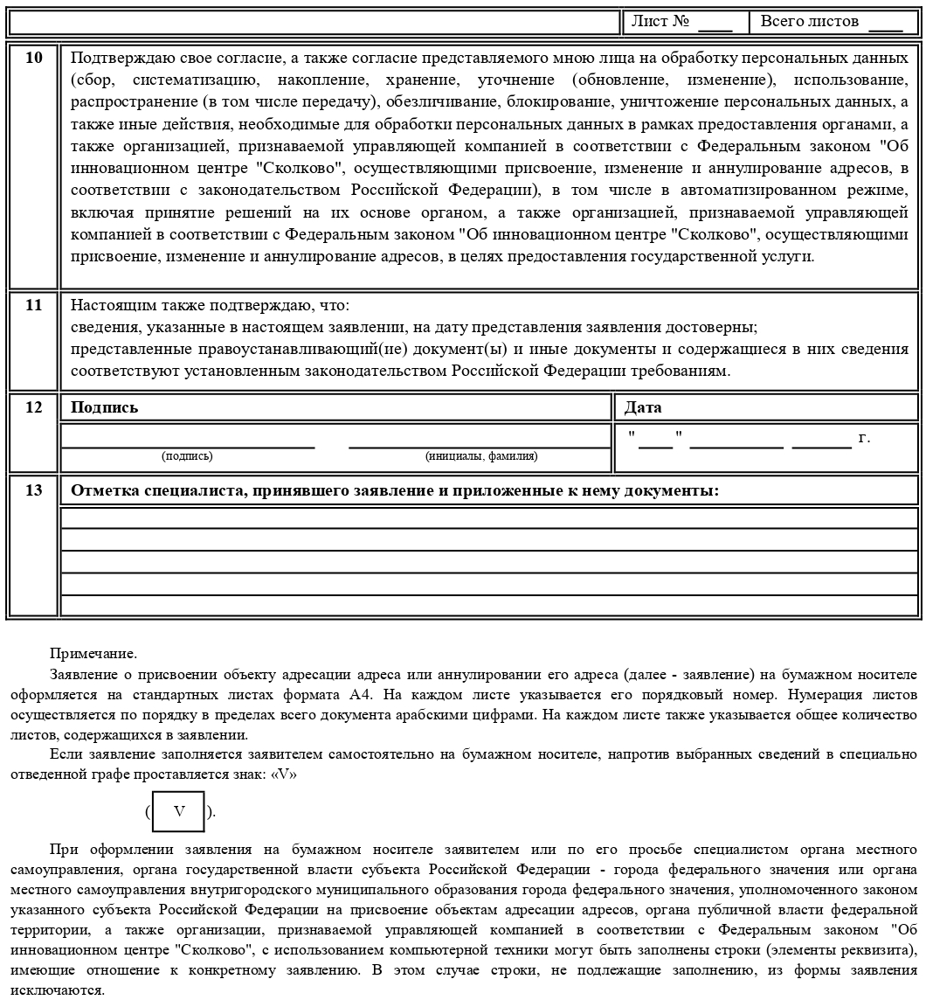 Лист № ____ Всего листов ____
10 Подтверждаю свое согласие, а также согласие представляемого мною лица на обработку персональных данных
(сбор, систематизацию, накопление, хранение, уточнение (обновление, изменение), использование,
распространение (в том числе передачу), обезличивание, блокирование, уничтожение персональных данных, а
также иные действия, необходимые для обработки персональных данных в рамках предоставления органами, а
также организацией, признаваемой управляющей компанией в соответствии с Федеральным законом "Об
инновационном центре "Сколково", осуществляющими присвоение, изменение и аннулирование адресов, в
соответствии с законодательством Российской Федерации), в том числе в автоматизированном режиме,
включая принятие решений на их основе органом, а также организацией, признаваемой управляющей
компанией в соответствии с Федеральным законом "Об инновационном центре "Сколково", осуществляющими
присвоение, изменение и аннулирование адресов, в целях предоставления государственной услуги.
11 Настоящим также подтверждаю, что:
сведения, указанные в настоящем заявлении, на дату представления заявления достоверны;
представленные правоустанавливающий(ие) документ(ы) и иные документы и содержащиеся в них сведения
соответствуют установленным законодательством Российской Федерации требованиям.
12 Подпись Дата
"____" __________ ______ г.
(подпись) (инициалы, фамилия)
13 Отметка специалиста, принявшего заявление и приложенные к нему документы:
Примечание.
Заявление о присвоении объекту адресации адреса или аннулировании его адреса (далее - заявление) на бумажном носителе
оформляется на стандартных листах формата А4. На каждом листе указывается его порядковый номер. Нумерация листов
осуществляется по порядку в пределах всего документа арабскими цифрами. На каждом листе также указывается общее количество
листов, содержащихся в заявлении.
Если заявление заполняется заявителем самостоятельно на бумажном носителе, напротив выбранных сведений в специально
отведенной графе проставляется знак: «V»
( V ).
При оформлении заявления на бумажном носителе заявителем или по его просьбе специалистом органа местного
самоуправления, органа государственной власти субъекта Российской Федерации - города федерального значения или органа
местного самоуправления внутригородского муниципального образования города федерального значения, уполномоченного законом
указанного субъекта Российской Федерации на присвоение объектам адресации адресов, органа публичной власти федеральной
территории, а также организации, признаваемой управляющей компанией в соответствии с Федеральным законом "Об
инновационном центре "Сколково", с использованием компьютерной техники могут быть заполнены строки (элементы реквизита),
имеющие отношение к конкретному заявлению. В этом случае строки, не подлежащие заполнению, из формы заявления
исключаются.